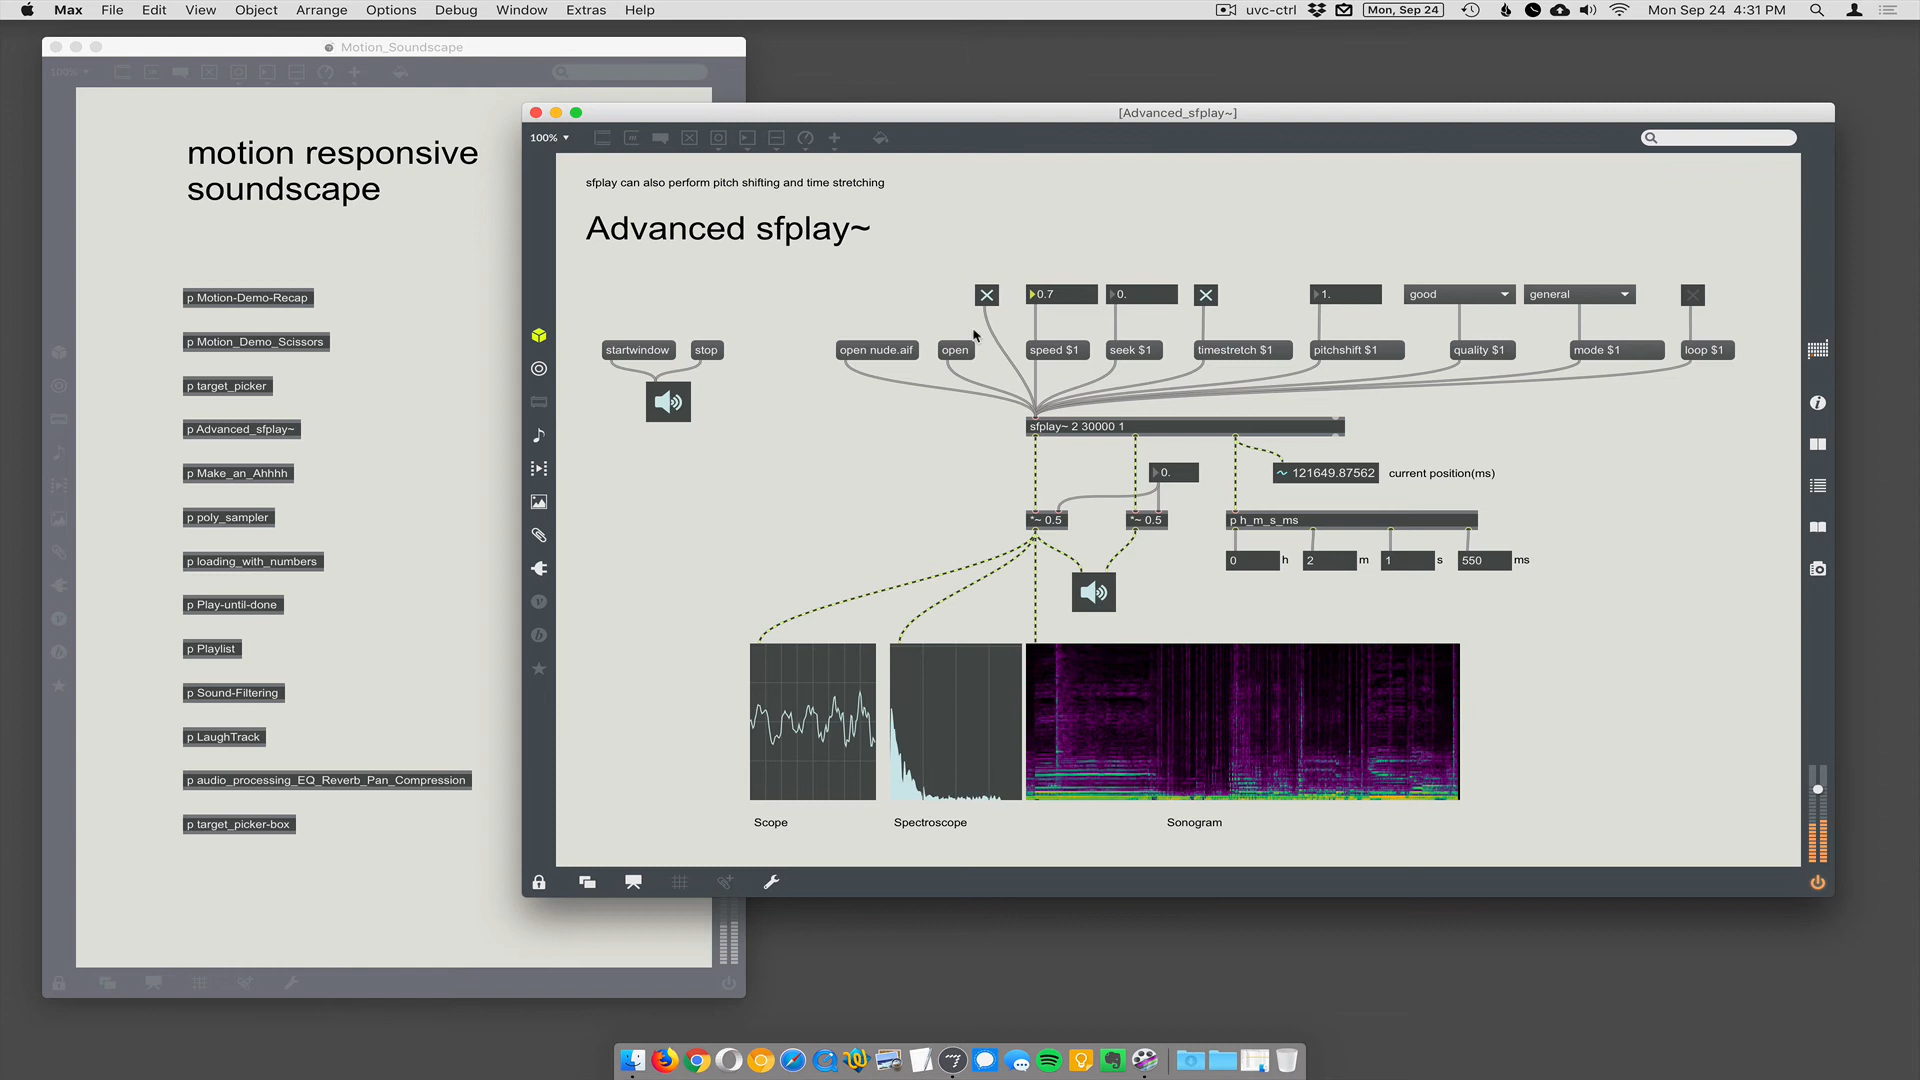 Max File Edit View Object Arrange Options Debug Window Extras Help
uvc-ctrl Mon, Sep 24 Mon Sep 24 4:31 PM
Motion_Soundscape
100%
motion responsive
soundscape
p Motion-Demo-Recap
p Motion_Demo_Scissors
p target_picker
p Advanced_sfplay~
p Make_an_Ahhhh
p poly_sampler
p loading_with_numbers
p Play-until-done
p Playlist
p Sound-Filtering
p LaughTrack
p audio_processing_EQ_Reverb_Pan_Compression
p target_picker-box
[Advanced_sfplay~]
100%
sfplay can also perform pitch shifting and time stretching
Advanced sfplay~
0.7 0. 1. good general
startwindow stop open nude.aif open speed $1 seek $1 timestretch $1 pitchshift $1 quality $1 mode $1 loop $1
sfplay~ 2 30000 1
0. ~ 121649.87562 current position(ms)
*~ 0.5 *~ 0.5 p h_m_s_ms
0 h 2 m 1 s 550 ms
Scope Spectroscope Sonogram